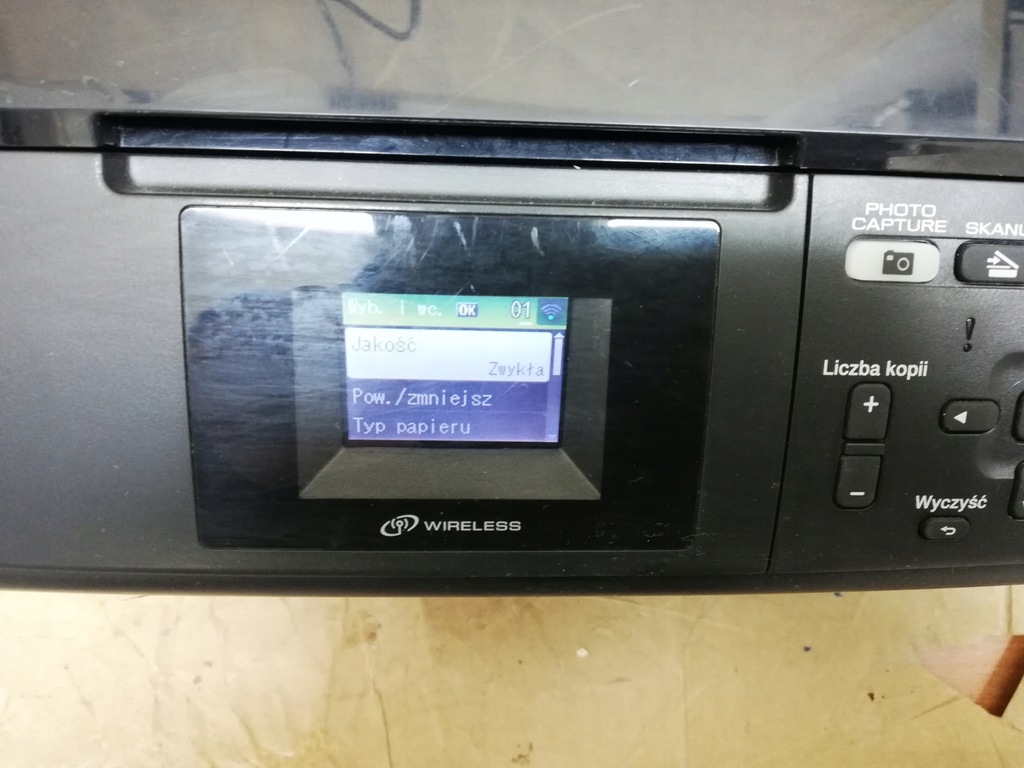 PHOTO
CAPTURE
SKANU
Wyb. i wc. OK 01
Jakość
Zwykła
Pow./zmniejsz
Typ papieru
Liczba kopii
+
−
Wyczyść
WIRELESS